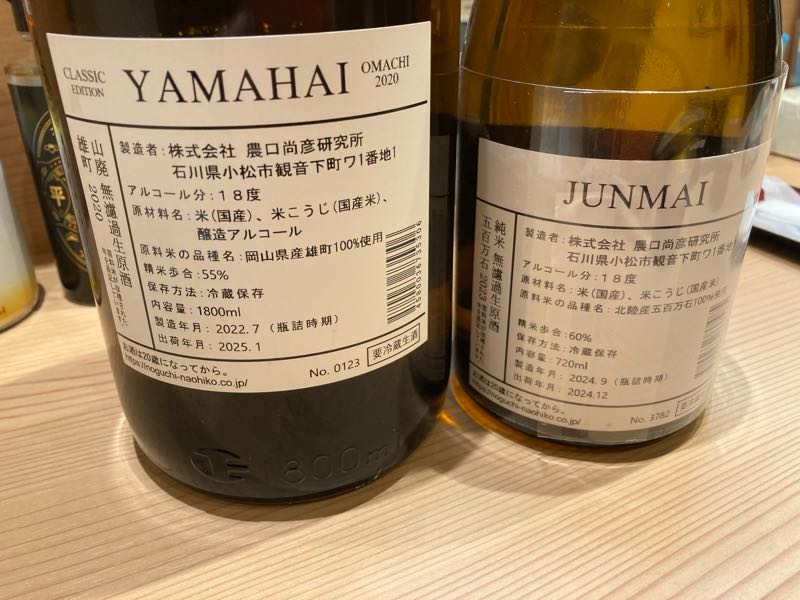 CLASSIC
EDITION
YAMAHAI
OMACHI
2020
山廃 無濾過生原酒
雄町 2020
製造者：株式会社 農口尚彦研究所
石川県小松市観音下町ワ1番地1
アルコール分：１８度
原材料名：米（国産）、米こうじ（国産米）、
醸造アルコール
原料米の品種名：岡山県産雄町100%使用
精米歩合：55%
保存方法：冷蔵保存
内容量：1800ml
製造年月：2022.7（瓶詰時期）
出荷年月：2025.1
お酒は20歳になってから。
https://noguchi-naohiko.co.jp/
No. 0123
要冷蔵生酒
4560036735206
800ml
平
JUNMAI
純米 無濾過生原酒
五百万石 2023
製造者：株式会社 農口尚彦研究所
石川県小松市観音下町ワ1番地1
アルコール分：１８度
原材料名：米（国産）、米こうじ（国産米）
原料米の品種名：北陸産五百万石100%使用
精米歩合：60%
保存方法：冷蔵保存
内容量：720ml
製造年月：2024.9（瓶詰時期）
出荷年月：2024.12
お酒は20歳になってから。
https://noguchi-naohiko.co.jp/
No. 3782